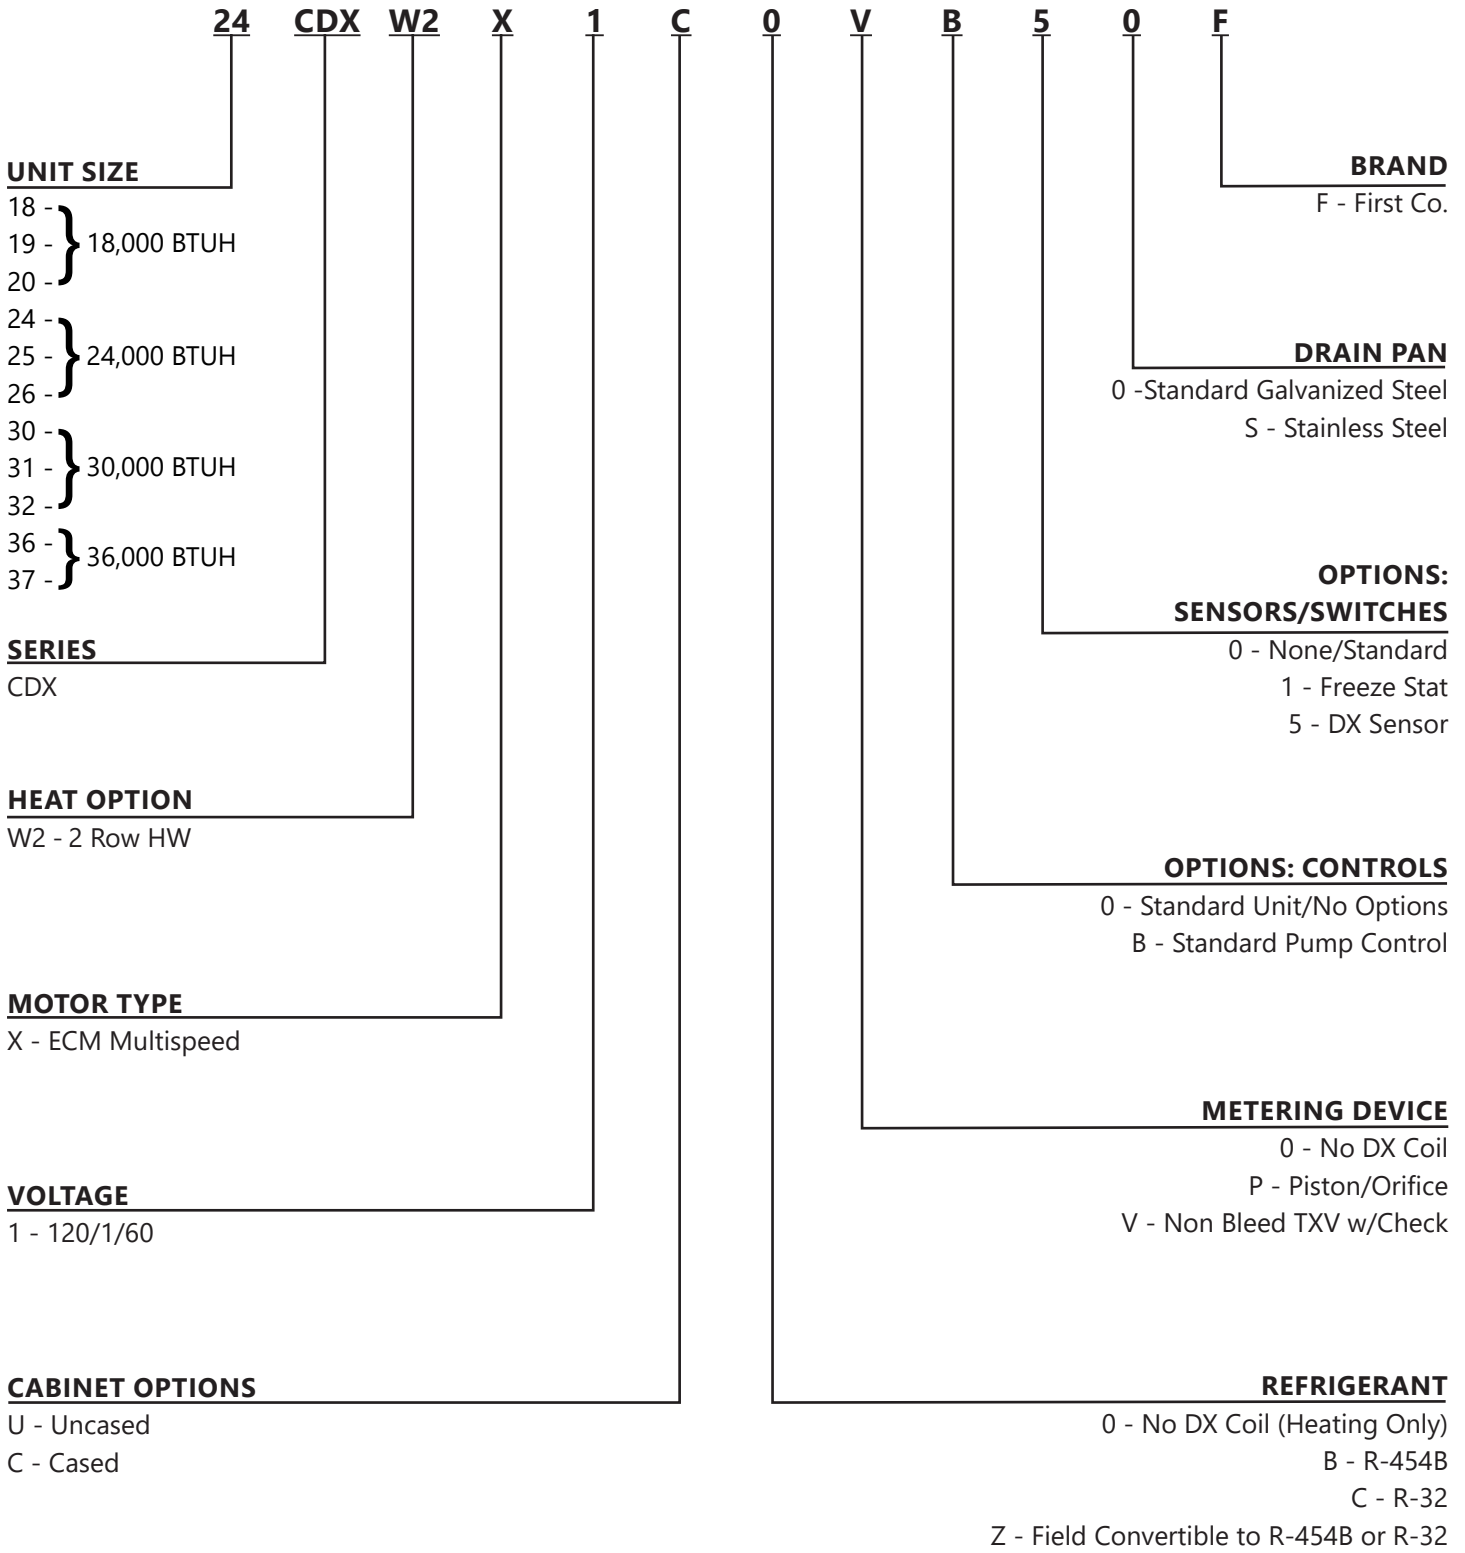 24 CDX W2 X 1 C 0 V B 5 0 F
UNIT SIZE
18 -
19 - } 18,000 BTUH
20 -
24 -
25 - } 24,000 BTUH
26 -
30 -
31 - } 30,000 BTUH
32 -
36 -
} 36,000 BTUH
37 -
SERIES
CDX
HEAT OPTION
W2 - 2 Row HW
MOTOR TYPE
X - ECM Multispeed
VOLTAGE
1 - 120/1/60
CABINET OPTIONS
U - Uncased
C - Cased
BRAND
F - First Co.
DRAIN PAN
0 -Standard Galvanized Steel
S - Stainless Steel
OPTIONS:
SENSORS/SWITCHES
0 - None/Standard
1 - Freeze Stat
5 - DX Sensor
OPTIONS: CONTROLS
0 - Standard Unit/No Options
B - Standard Pump Control
METERING DEVICE
0 - No DX Coil
P - Piston/Orifice
V - Non Bleed TXV w/Check
REFRIGERANT
0 - No DX Coil (Heating Only)
B - R-454B
C - R-32
Z - Field Convertible to R-454B or R-32